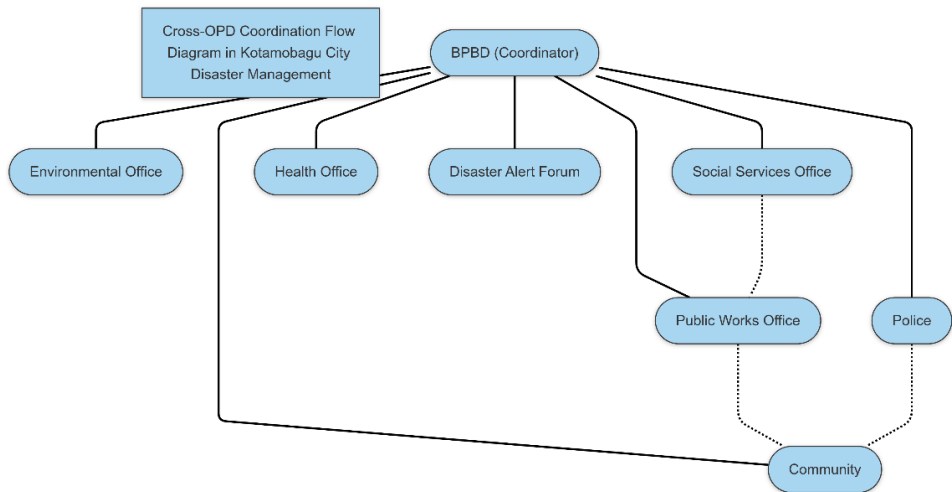 Cross-OPD Coordination Flow
Diagram in Kotamobagu City
Disaster Management
BPBD (Coordinator)
Environmental Office
Health Office
Disaster Alert Forum
Social Services Office
Public Works Office
Police
Community